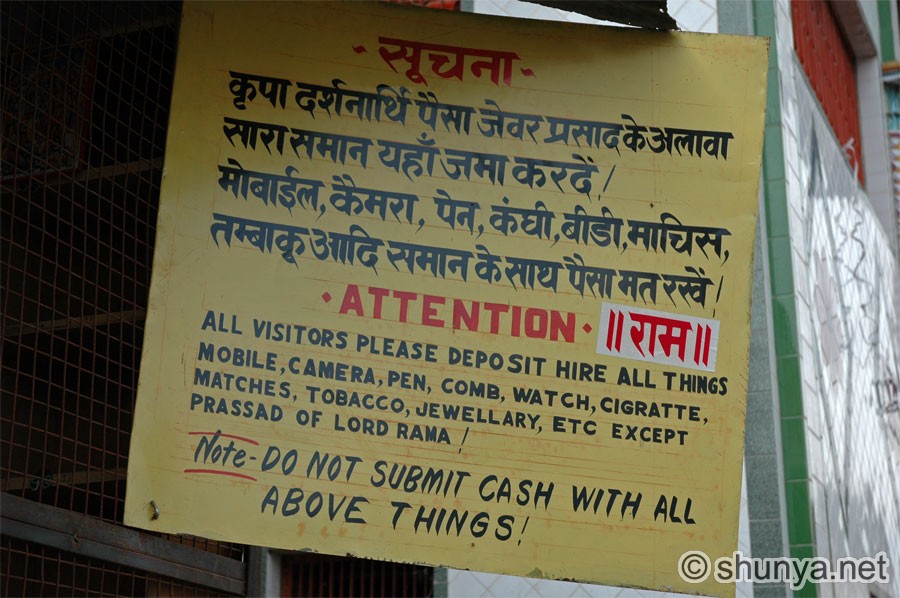 · सूचना ·
कृपा दर्शनार्थि पैसा जेवर प्रसाद के अलावा
सारा समान यहाँ जमा करदें /
मोबाईल, कैमरा, पेन, कंघी, बीडी, माचिस,
तम्बाकू आदि समान के साथ पैसा मत रखें /
· ATTENTION · ॥ राम ॥
ALL VISITORS PLEASE DEPOSIT HIRE ALL THINGS
MOBILE, CAMERA, PEN, COMB, WATCH, CIGRATTE,
MATCHES, TOBACCO, JEWELLARY, ETC EXCEPT
PRASSAD OF LORD RAMA /
Note - DO NOT SUBMIT CASH WITH ALL
ABOVE THINGS!
© shunya.net